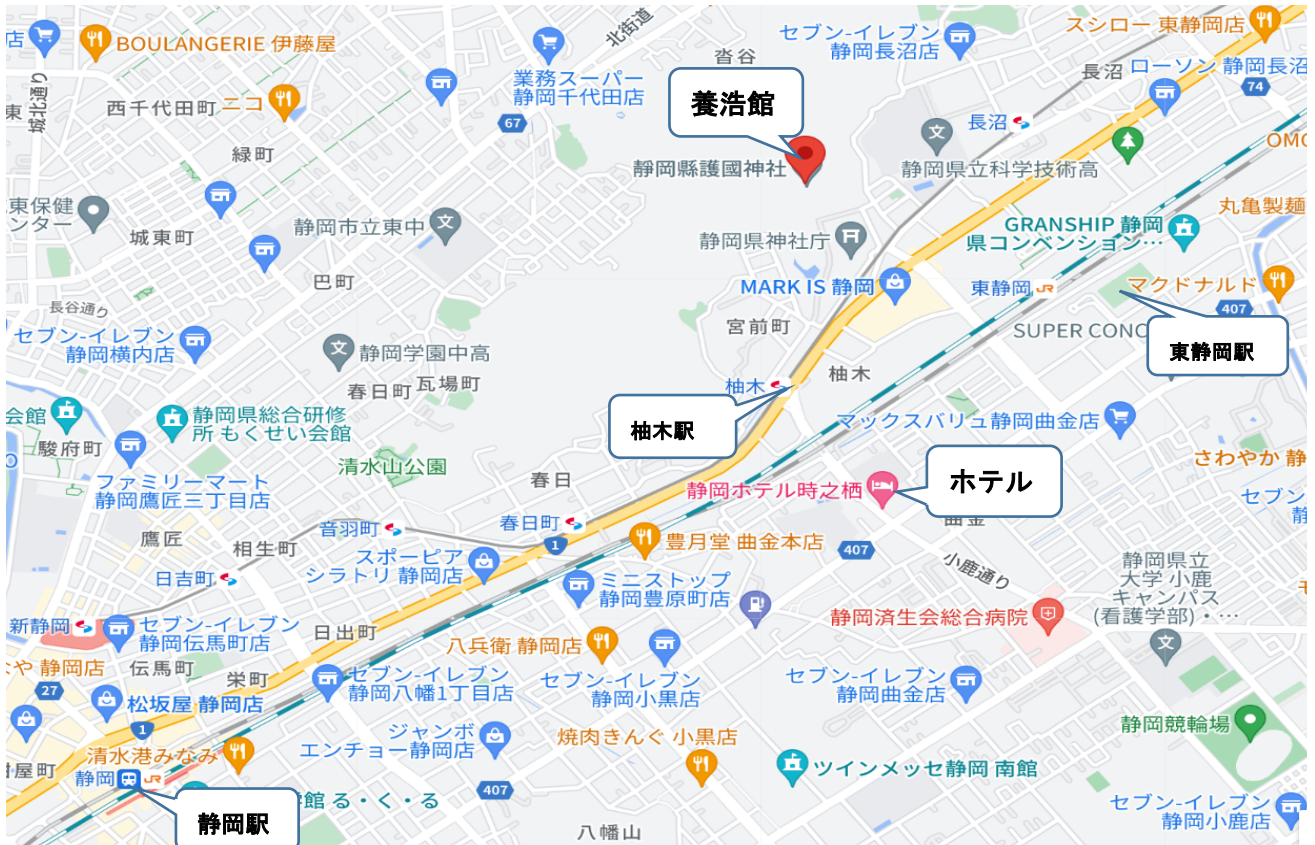 店
BOULANGERIE 伊藤屋
北街道
沓谷
セブン-イレブン
静岡長沼店
スシロー 東静岡店
業務スーパー
静岡千代田店
長沼
ローソン 静岡長沼
74
城北通り
東
西千代田町
ニコ
67
養浩館
長沼
緑町
靜岡縣護國神社
静岡県立科学技術高
OMO
東保健
ンター
城東町
静岡市立東中
静岡県神社庁
GRANSHIP 静岡
県コンベンション…
丸亀製麺
巴町
MARK IS 静岡
東静岡
JR
マクドナルド
407
長谷通り
セブン-イレブン
静岡横内店
宮前町
SUPER CONC
東静岡駅
静岡学園中高
春日町
瓦場町
柚木
柚木
会館
静岡県総合研修
所 もくせい会館
柚木駅
マックスバリュ静岡曲金店
駿府町
清水山公園
春日
さわやか 静
ファミリーマート
静岡鷹匠三丁目店
静岡ホテル時之栖
ホテル
セブン
静
曲金
鷹匠
相生町
音羽町
春日町
1
豊月堂 曲金本店
407
小鹿通り
静岡県立
大学 小鹿
キャンパス
(看護学部)・…
日吉町
スポーピア
シラトリ 静岡店
ミニストップ
静岡豊原町店
モ
新静岡
セブン-イレブン
静岡伝馬町店
日出町
八兵衛 静岡店
静岡済生会総合病院
なや 静岡店
伝馬町
栄町
セブン-イレブン
静岡八幡1丁目店
セブン-イレブン
静岡小黒店
セブン-イレブン
静岡曲金店
27
松坂屋 静岡店
1
ジャンボ
エンチョー静岡店
焼肉きんぐ 小黒店
静岡競輪場
清水港みなみ
屋町
静岡
JR
ツインメッセ静岡 南館
館 る・く・る
407
静岡駅
八幡山
セブン-イレブン
静岡小鹿店